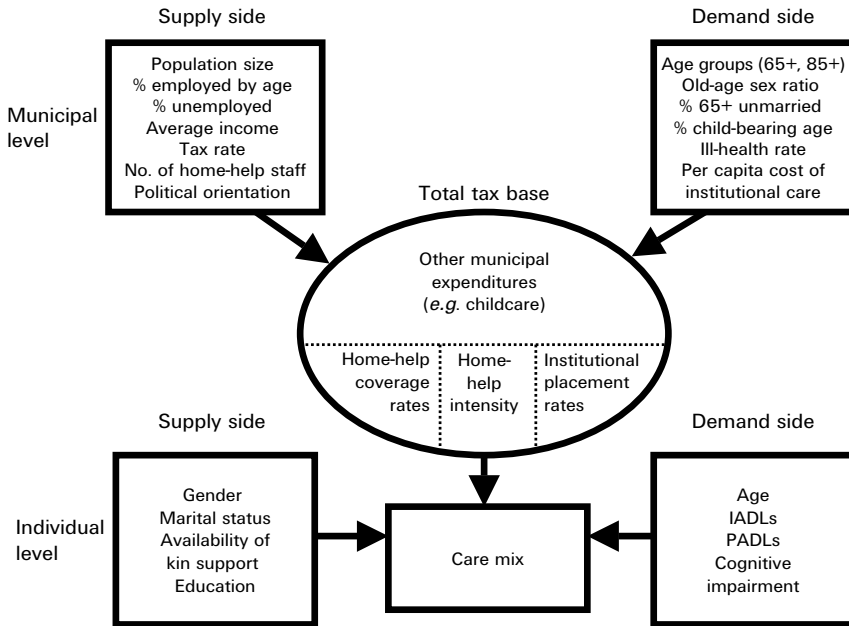 Supply side
Demand side
Municipal
level
Population size
% employed by age
% unemployed
Average income
Tax rate
No. of home-help staff
Political orientation
Age groups (65+, 85+)
Old-age sex ratio
% 65+ unmarried
% child-bearing age
Ill-health rate
Per capita cost of
institutional care
Total tax base
Other municipal
expenditures
(e.g. childcare)
Home-help
coverage
rates
Home-
help
intensity
Institutional
placement
rates
Supply side
Demand side
Individual
level
Gender
Marital status
Availability of
kin support
Education
Care mix
Age
IADLs
PADLs
Cognitive
impairment